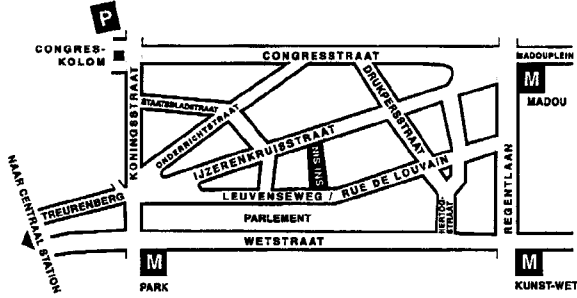 P
CONGRES-
KOLOM
CONGRESSTRAAT
MADOUPLEIN
M
MADOU
KONINGSSTRAAT
STAATSBLADSTRAAT
ONDERRICHTSTRAAT
DRUKPERSSTRAAT
IJZERENKRUISSTRAAT
INS
REGENTLAAN
NAAR CENTRAAL STATION
TREURENBERG
LEUVENSEWEG / RUE DE LOUVAIN
HERTOG-
STRAAT
PARLEMENT
WETSTRAAT
M
PARK
M
KUNST-WET